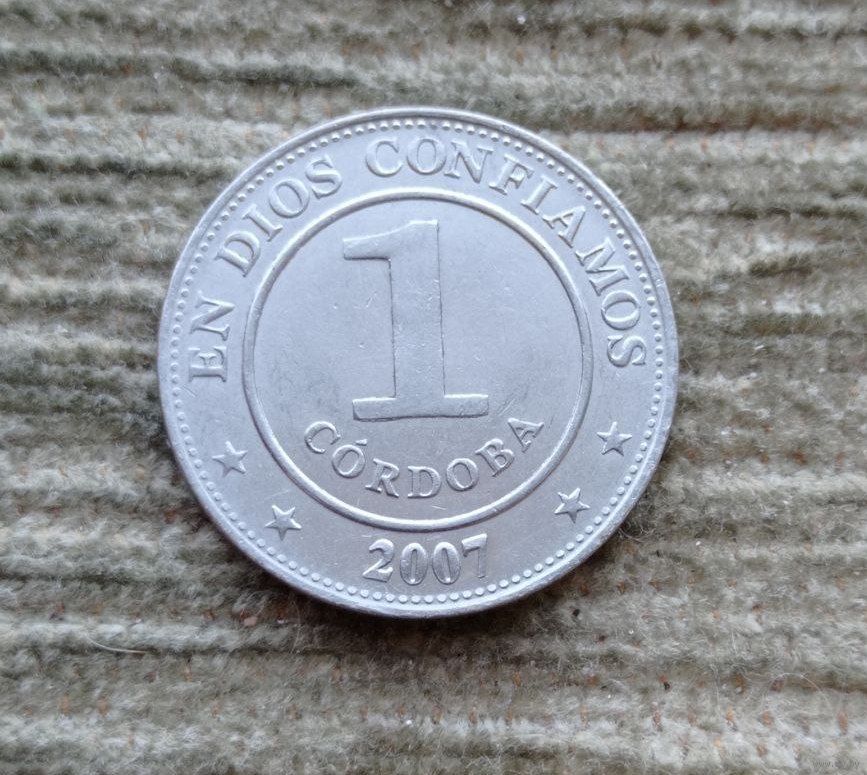 EN DIOS CONFIAMOS
1
CÓRDOBA
2007